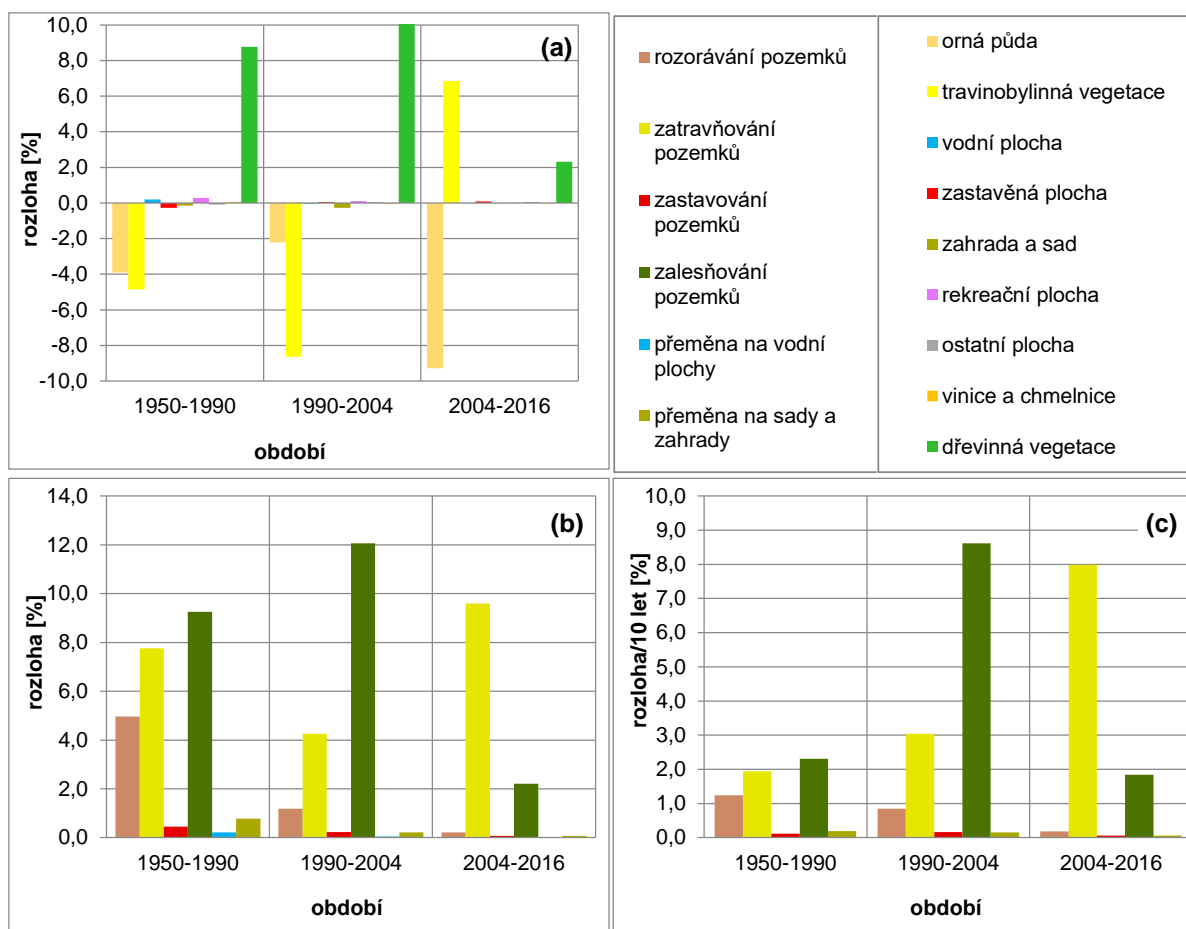 (a)
rozloha [%]
10,0
8,0
6,0
4,0
2,0
0,0
-2,0
-4,0
-6,0
-8,0
-10,0
1950-1990
1990-2004
2004-2016
období
rozorávání pozemků
zatravňování
pozemků
zastavování
pozemků
zalesňování
pozemků
přeměna na vodní
plochy
přeměna na sady a
zahrady
orná půda
travinobylinná vegetace
vodní plocha
zastavěná plocha
zahrada a sad
rekreační plocha
ostatní plocha
vinice a chmelnice
dřevinná vegetace
(b)
rozloha [%]
14,0
12,0
10,0
8,0
6,0
4,0
2,0
0,0
1950-1990
1990-2004
2004-2016
období
(c)
rozloha/10 let [%]
10,0
9,0
8,0
7,0
6,0
5,0
4,0
3,0
2,0
1,0
0,0
1950-1990
1990-2004
2004-2016
období